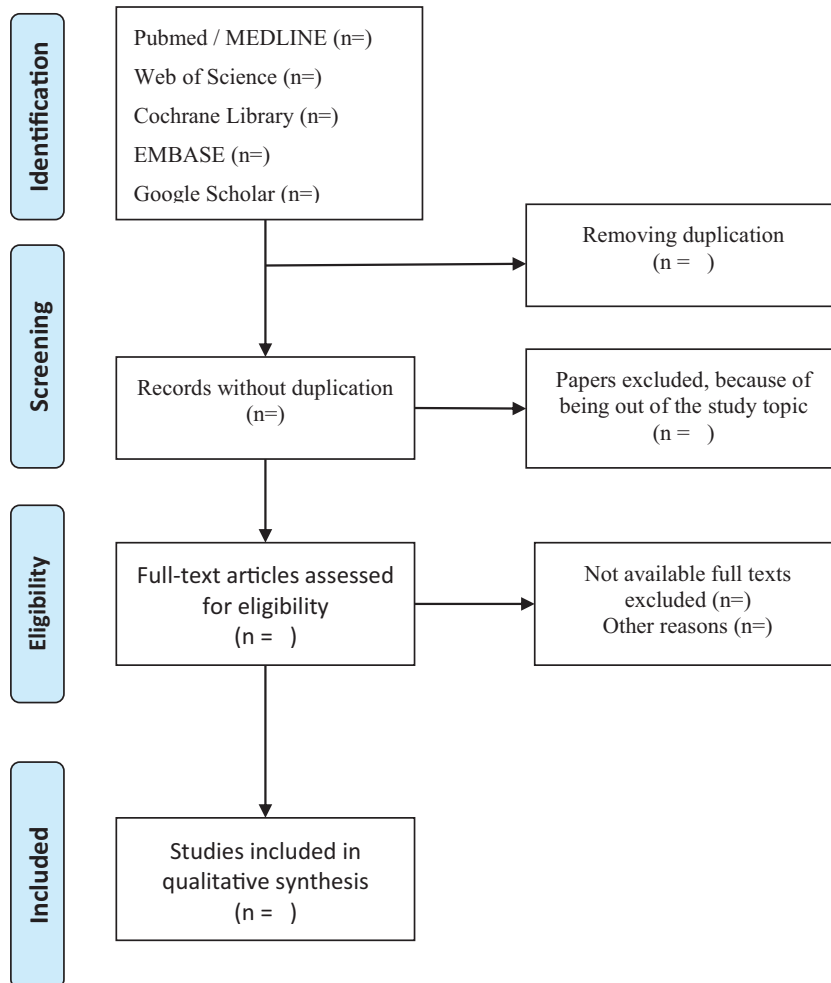 Identification
Pubmed / MEDLINE (n=)
Web of Science (n=)
Cochrane Library (n=)
EMBASE (n=)
Google Scholar (n=)
Removing duplication
(n =   )
Screening
Records without duplication
(n=)
Papers excluded, because of
being out of the study topic
(n =   )
Eligibility
Full-text articles assessed
for eligibility
(n =   )
Not available full texts
excluded (n=)
Other reasons (n=)
Included
Studies included in
qualitative synthesis
(n =   )